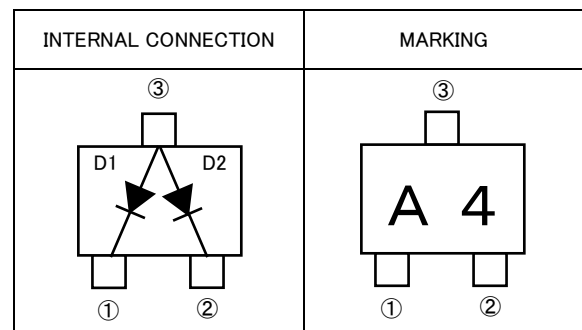 INTERNAL CONNECTION
MARKING
③
D1 D2
① ②
③
A 4
① ②